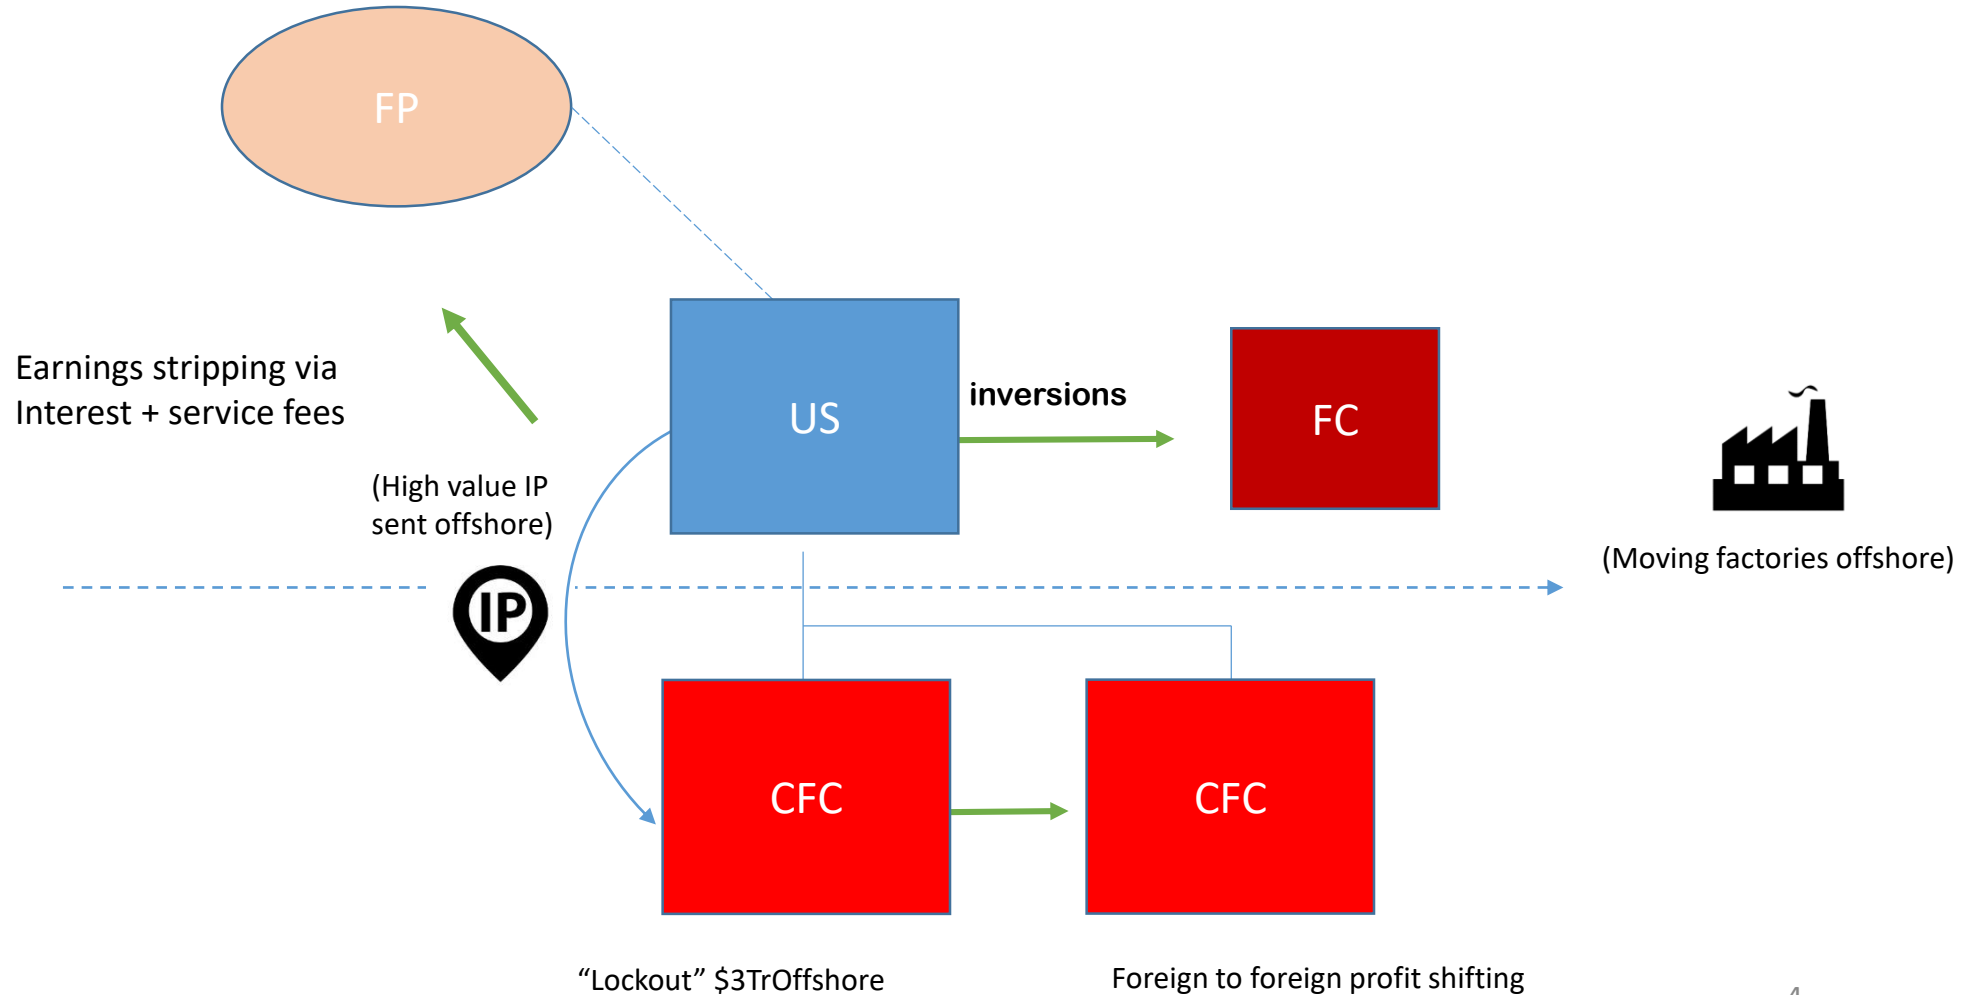 FP
Earnings stripping via
Interest + service fees
US
inversions
FC
(High value IP
sent offshore)
(Moving factories offshore)
IP
CFC
CFC
“Lockout” $3TrOffshore
Foreign to foreign profit shifting
4